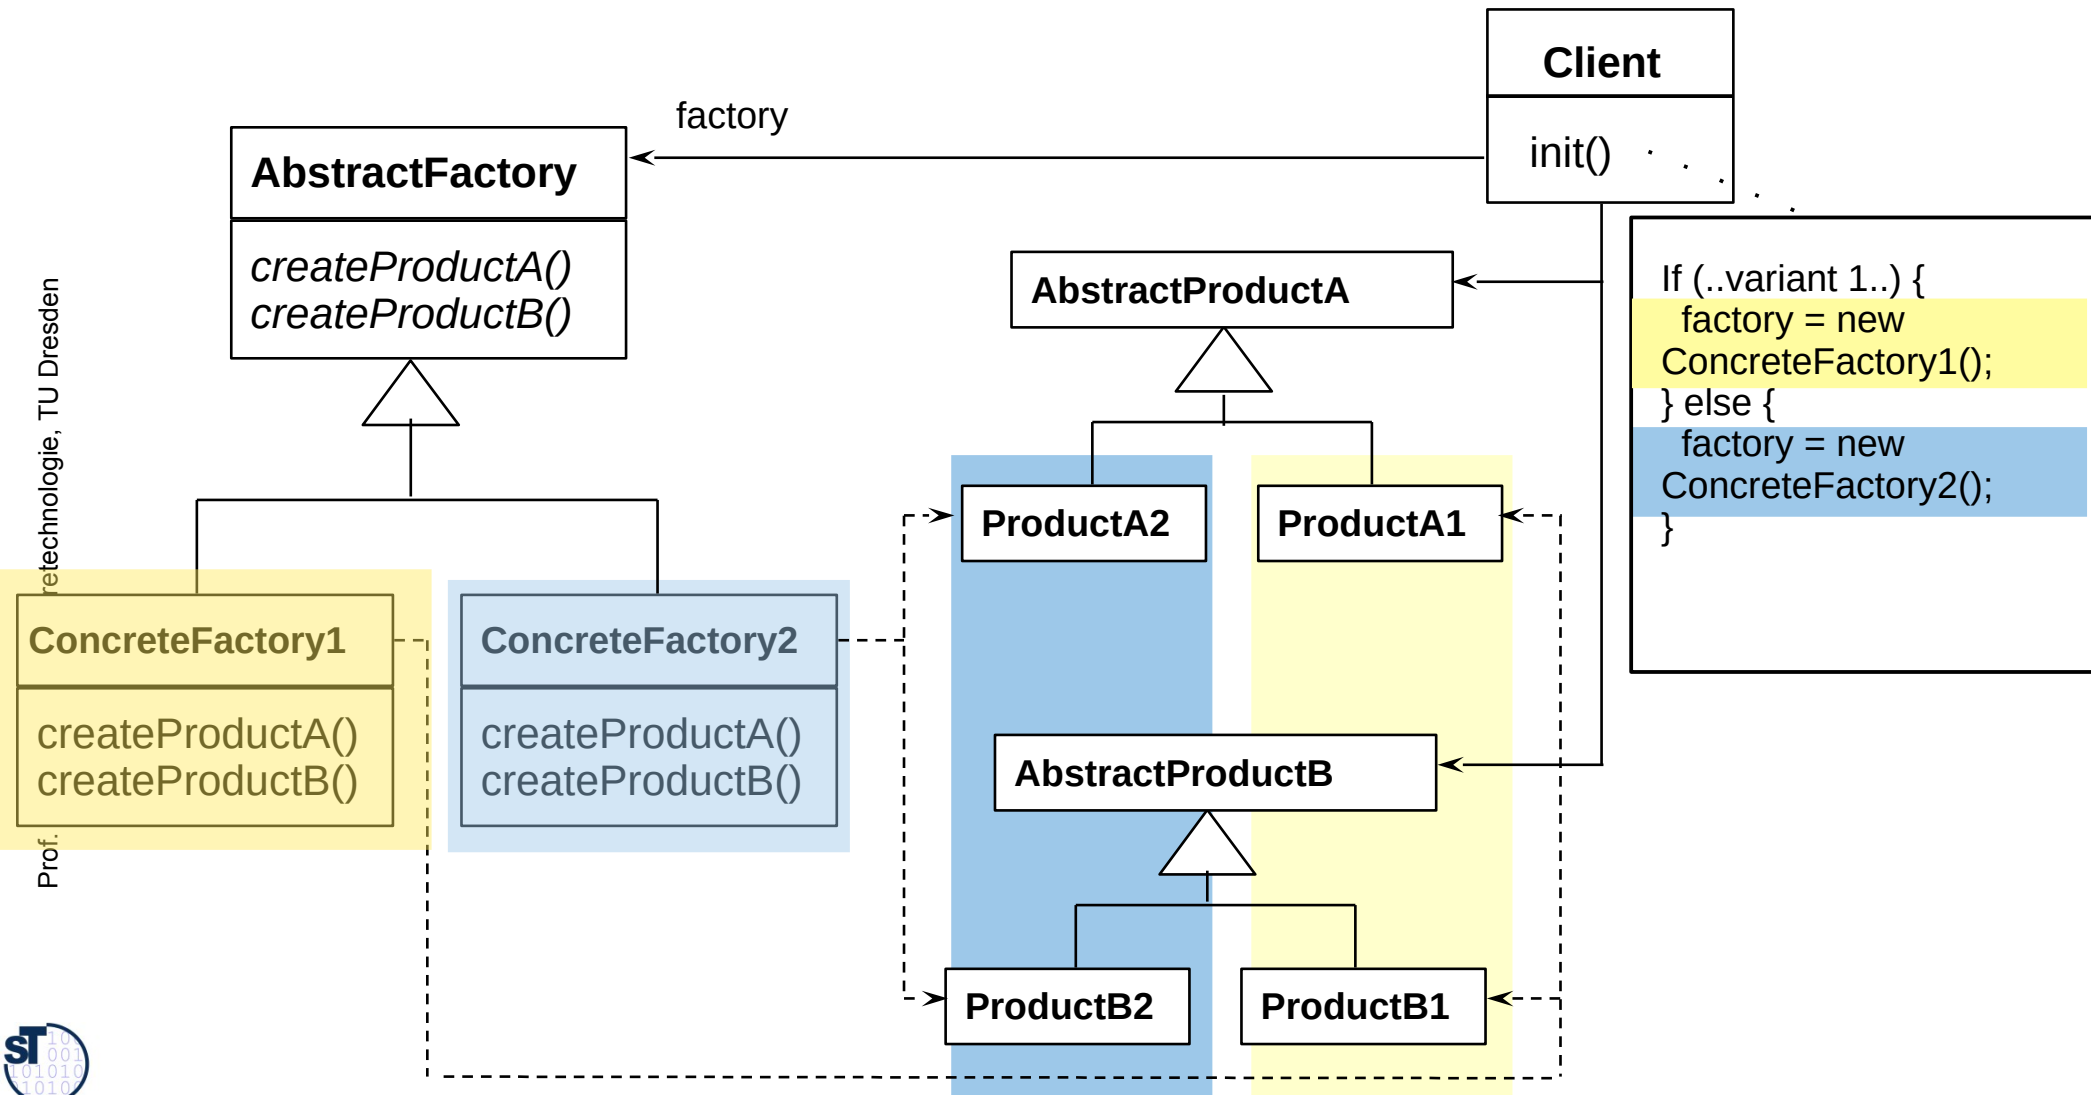 Client
init()
factory
AbstractFactory
createProductA()
createProductB()
AbstractProductA
If (..variant 1..) {
factory = new
ConcreteFactory1();
} else {
factory = new
ConcreteFactory2();
}
ProductA2
ProductA1
ConcreteFactory1
createProductA()
createProductB()
ConcreteFactory2
createProductA()
createProductB()
AbstractProductB
ProductB2
ProductB1
Prof. retechnologie, TU Dresden
ST